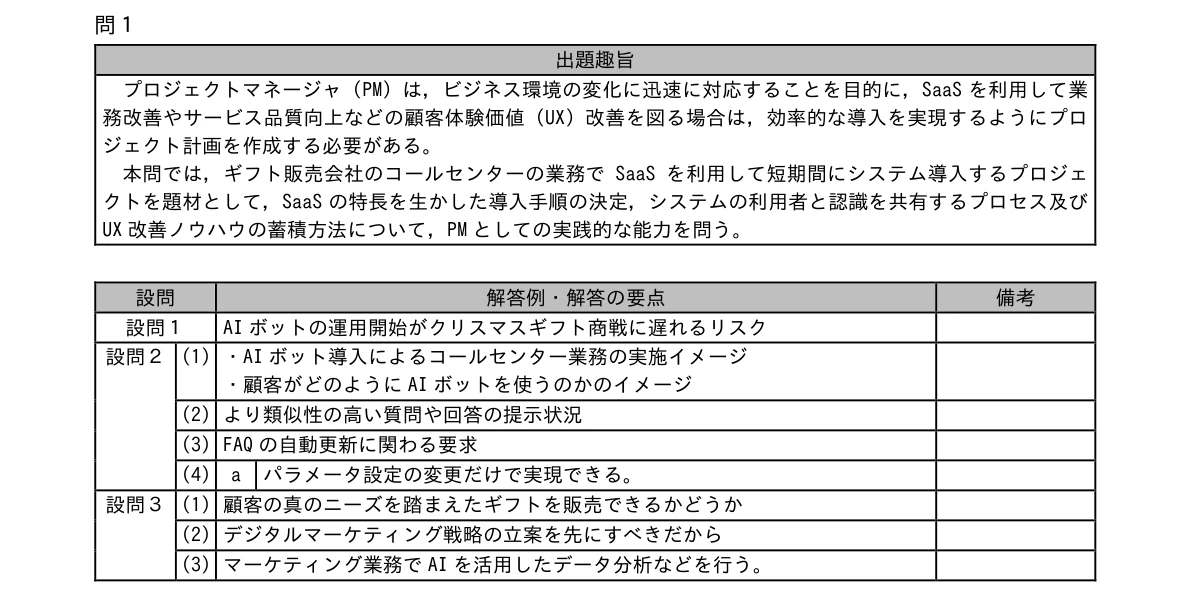 問1
出題趣旨
プロジェクトマネージャ（PM）は，ビジネス環境の変化に迅速に対応することを目的に，SaaS を利用して業
務改善やサービス品質向上などの顧客体験価値（UX）改善を図る場合は，効率的な導入を実現するようにプロ
ジェクト計画を作成する必要がある。
本問では，ギフト販売会社のコールセンターの業務で SaaS を利用して短期間にシステム導入するプロジェ
クトを題材として，SaaS の特長を生かした導入手順の決定，システムの利用者と認識を共有するプロセス及び
UX 改善ノウハウの蓄積方法について，PM としての実践的な能力を問う。
設問 解答例・解答の要点 備考
設問1 AI ボットの運用開始がクリスマスギフト商戦に遅れるリスク
設問2 (1) ・AI ボット導入によるコールセンター業務の実施イメージ
・顧客がどのように AI ボットを使うのかのイメージ
(2) より類似性の高い質問や回答の提示状況
(3) FAQ の自動更新に関わる要求
(4) a パラメータ設定の変更だけで実現できる。
設問3 (1) 顧客の真のニーズを踏まえたギフトを販売できるかどうか
(2) デジタルマーケティング戦略の立案を先にすべきだから
(3) マーケティング業務で AI を活用したデータ分析などを行う。